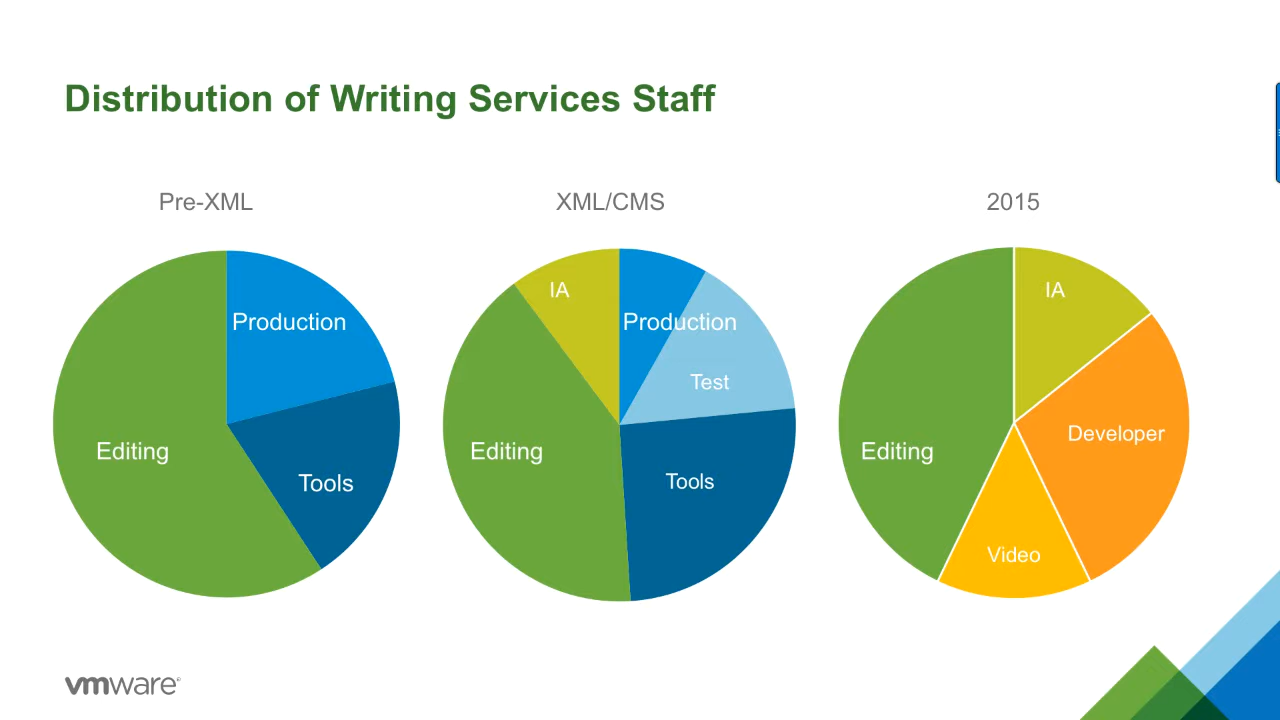 Distribution of Writing Services Staff
Pre-XML
Production
Editing
Tools
XML/CMS
IA
Production
Test
Editing
Tools
2015
IA
Developer
Editing
Video
vmware